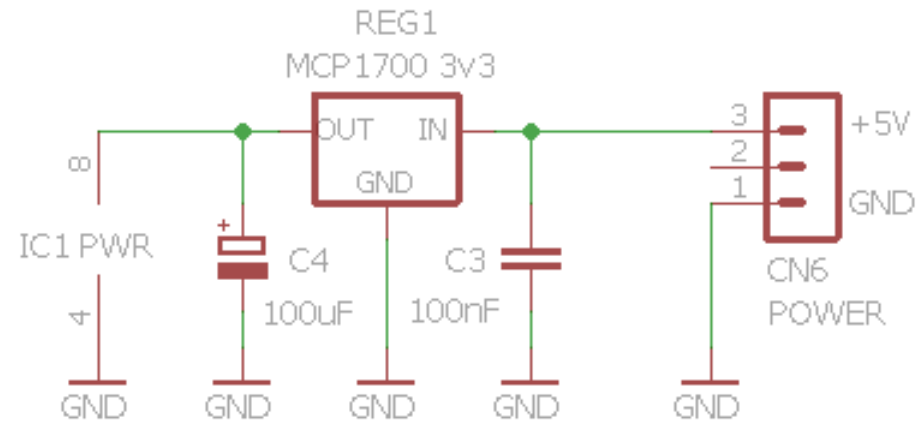 REG1
MCP1700 3v3
OUT IN
GND
3 +5V
2
1 GND
8
IC1 PWR
4
C4
100uF
C3
100nF
CN6
POWER
GND GND GND GND GND